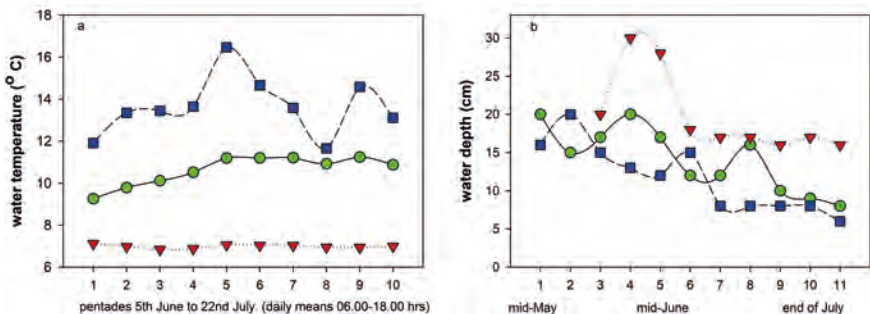 a
water temperature (° C)
18
16
14
12
10
8
6
1 2 3 4 5 6 7 8 9 10
pentades 5th June to 22nd July. (daily means 06.00-18.00 hrs)
b
water depth (cm)
30
25
20
15
10
5
0
1 2 3 4 5 6 7 8 9 10 11
mid-May mid-June end of July